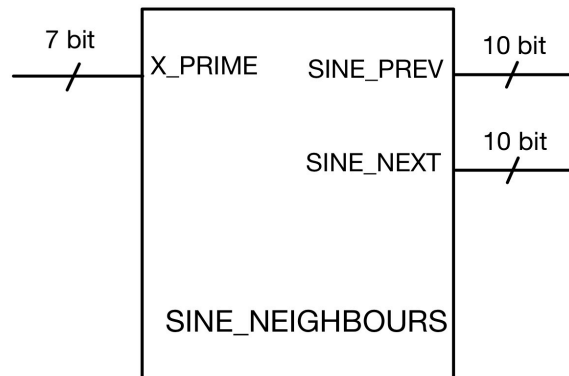 7 bit
10 bit
X_PRIME
SINE_PREV
10 bit
SINE_NEXT
SINE_NEIGHBOURS